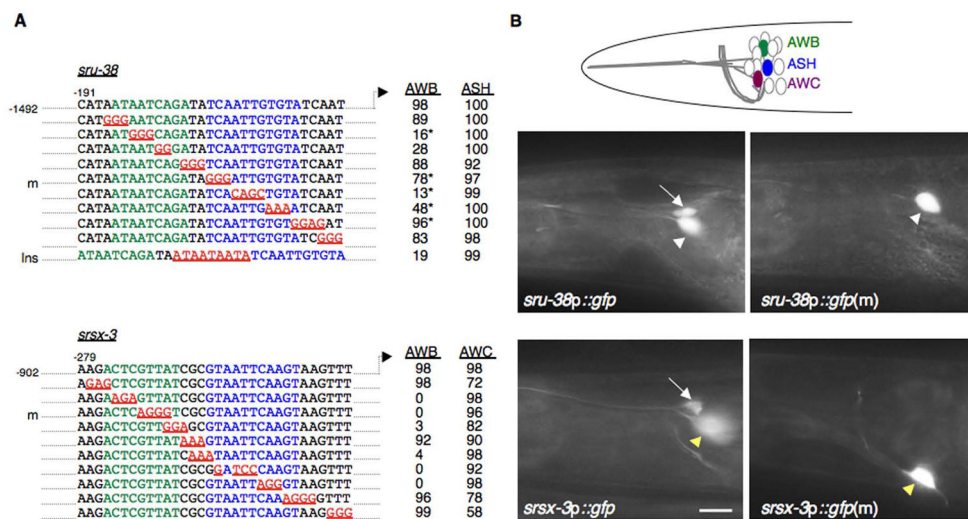 A
sru-38
-191
AWB ASH
-1492 CATAATAATCAGATATCAATTGTGTATCAAT 98 100
CATGGGAATCAGATATCAATTGTGTATCAAT 89 100
CATAATGGGCAGATATCAATTGTGTATCAAT 16* 100
CATAATAATGGGATATCAATTGTGTATCAAT 28 100
CATAATAATCAGGGGTCAATTGTGTATCAAT 88 92
m CATAATAATCAGATAGGGATTGTGTATCAAT 78* 97
CATAATAATCAGATATCACAGCTGTATCAAT 13* 99
CATAATAATCAGATATCAATTGAAAATCAAT 48* 100
CATAATAATCAGATATCAATTGTGTGGAGAT 96* 100
CATAATAATCAGATATCAATTGTGTATCGGG 83 98
Ins ATAATCAGATAATAATAATATCAATTGTGTA 19 99
srsx-3
-279
AWB AWC
-902 AAGACTCGTTATCGCGTAATTCAAGTAAGTTT 98 98
AGAGCTCGTTATCGCGTAATTCAAGTAAGTTT 98 72
AAGAAGAGTTATCGCGTAATTCAAGTAAGTTT 0 98
m AAGACTCAGGGTCGCGTAATTCAAGTAAGTTT 0 96
AAGACTCGTTGGAGCGTAATTCAAGTAAGTTT 3 82
AAGACTCGTTATAAAGTAATTCAAGTAAGTTT 92 90
AAGACTCGTTATCGCAAAATTCAAGTAAGTTT 4 98
AAGACTCGTTATCGCGGATCCCAAGTAAGTTT 0 92
AAGACTCGTTATCGCGTAATTAGGGTAAGTTT 0 98
AAGACTCGTTATCGCGTAATTCAAAGGGGTTT 96 78
AAGACTCGTTATCGCGTAATTCAAGTAAGGGG 99 58
B
AWB
ASH
AWC
sru-38p::gfp
sru-38p::gfp(m)
srsx-3p::gfp
srsx-3p::gfp(m)